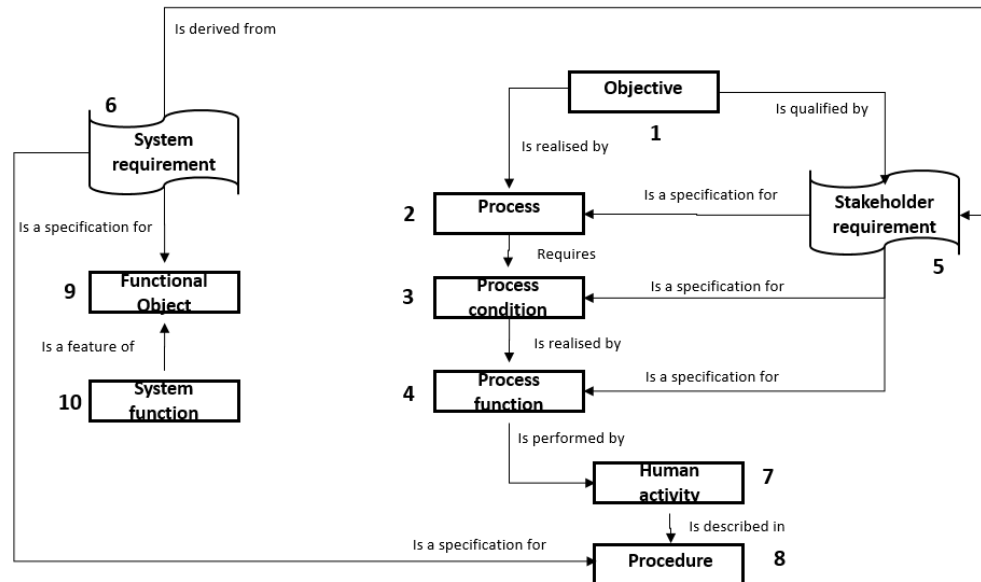 Is derived from
6
System
requirement
Objective
1
Is qualified by
Is realised by
Is a specification for
2
Process
Is a specification for
Stakeholder
requirement
5
Requires
9
Functional
Object
3
Process
condition
Is a specification for
Is a feature of
Is realised by
10
System
function
4
Process
function
Is a specification for
Is performed by
Human
activity
7
Is described in
Is a specification for
Procedure
8